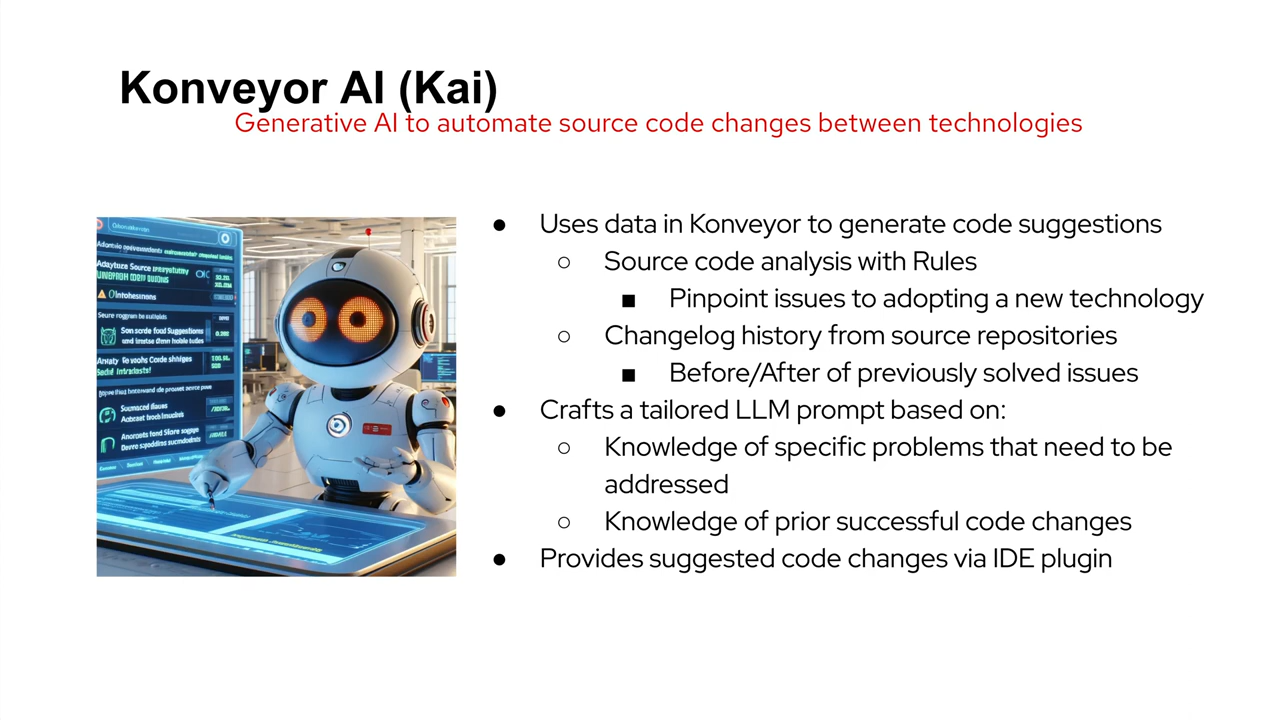 Konveyor AI (Kai)
Generative AI to automate source code changes between technologies
● Uses data in Konveyor to generate code suggestions
○ Source code analysis with Rules
■ Pinpoint issues to adopting a new technology
○ Changelog history from source repositories
■ Before/After of previously solved issues
● Crafts a tailored LLM prompt based on:
○ Knowledge of specific problems that need to be
addressed
○ Knowledge of prior successful code changes
● Provides suggested code changes via IDE plugin